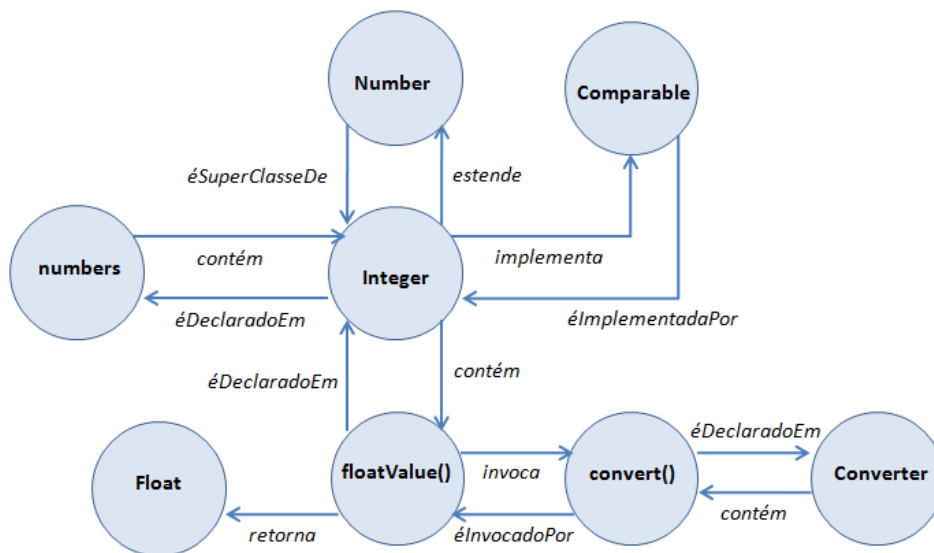 Number
Comparable
éSuperClasseDe
estende
numbers
contém
Integer
implementa
éDeclaradoEm
éImplementadaPor
éDeclaradoEm
contém
Float
floatValue()
invoca
convert()
éDeclaradoEm
Converter
retorna
éInvocadoPor
contém